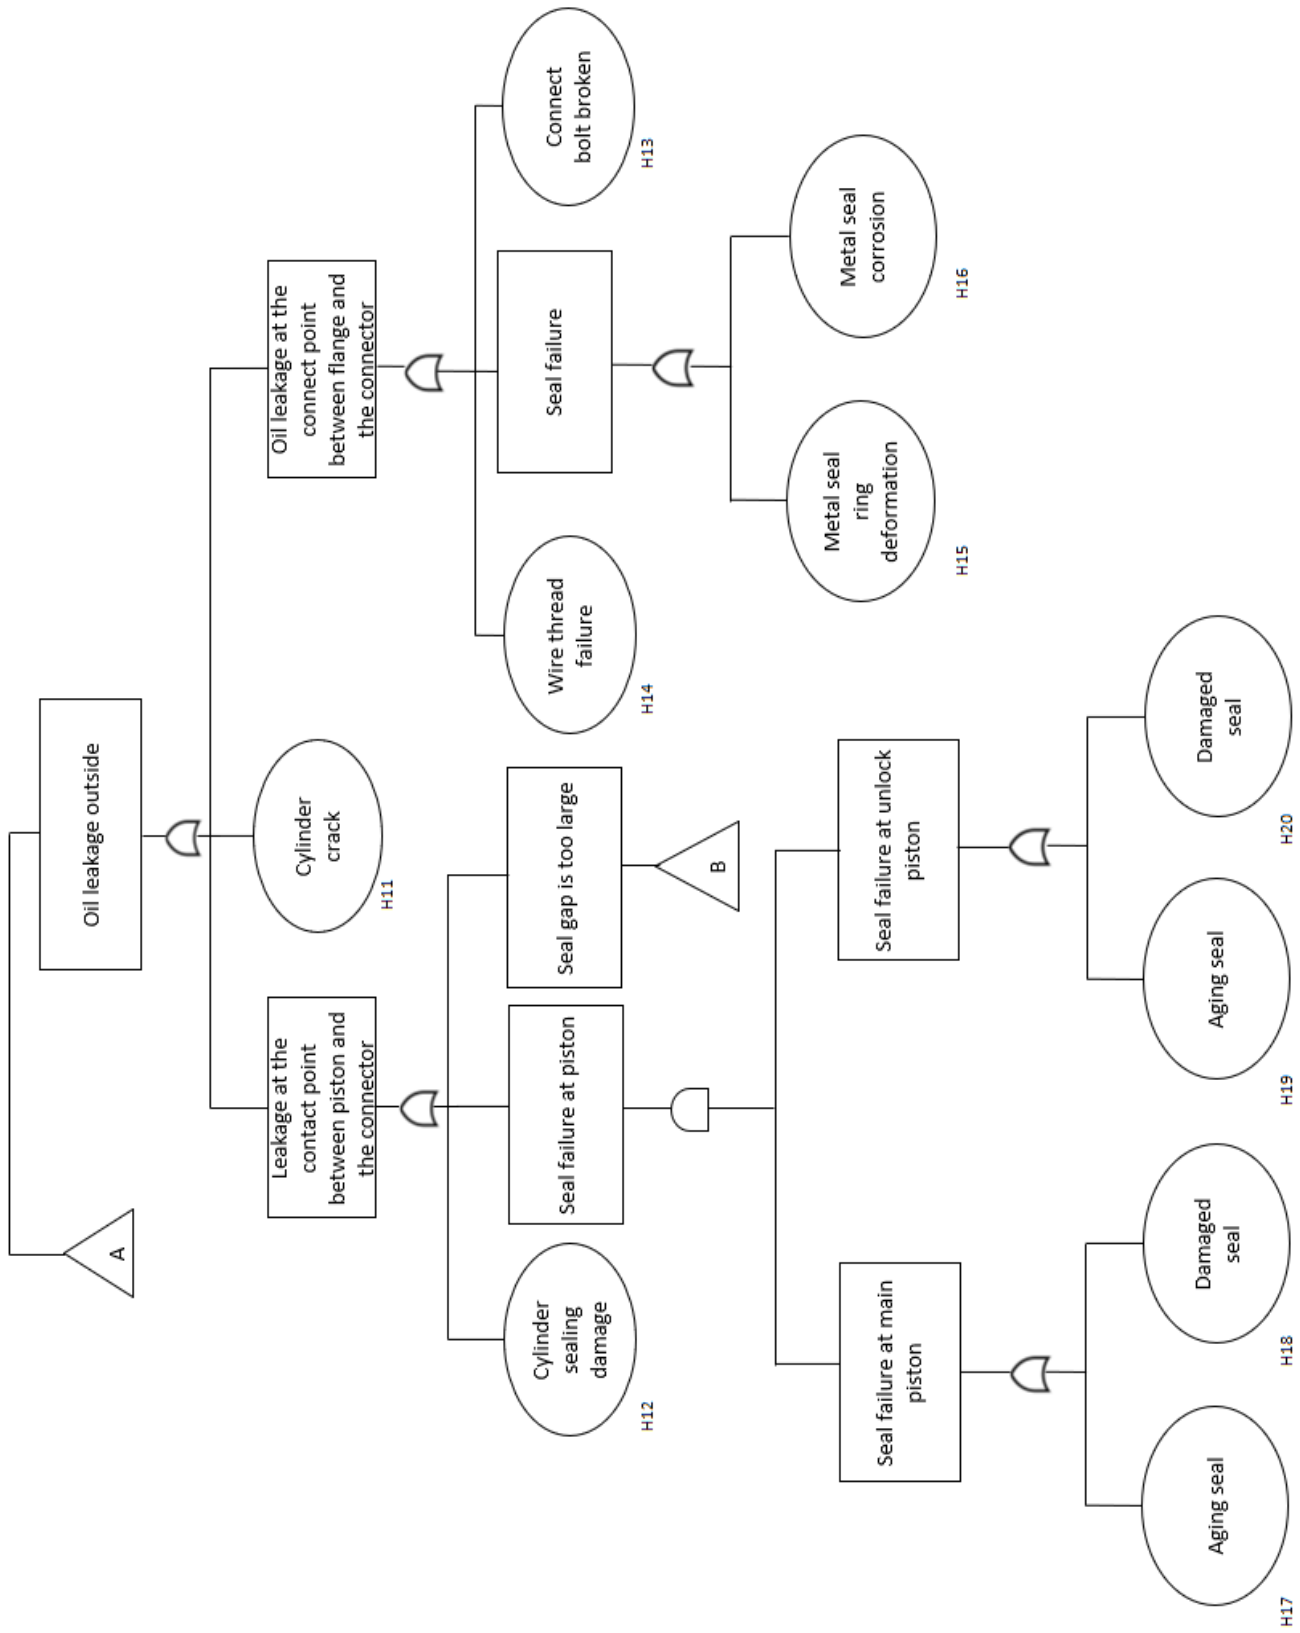 A
Oil leakage outside
Leakage at the
contact point
between piston and
the connector
Cylinder
crack
H11
Oil leakage at the
connect point
between flange and
the connector
Cylinder
sealing
damage
H12
Seal failure at piston
Seal gap is too large
B
Wire thread
failure
H14
Seal failure
Connect
bolt broken
H13
Metal seal
ring
deformation
H15
Metal seal
corrosion
H16
Seal failure at main
piston
Seal failure at unlock
piston
Aging seal
H17
Damaged
seal
H18
Aging seal
H19
Damaged
seal
H20